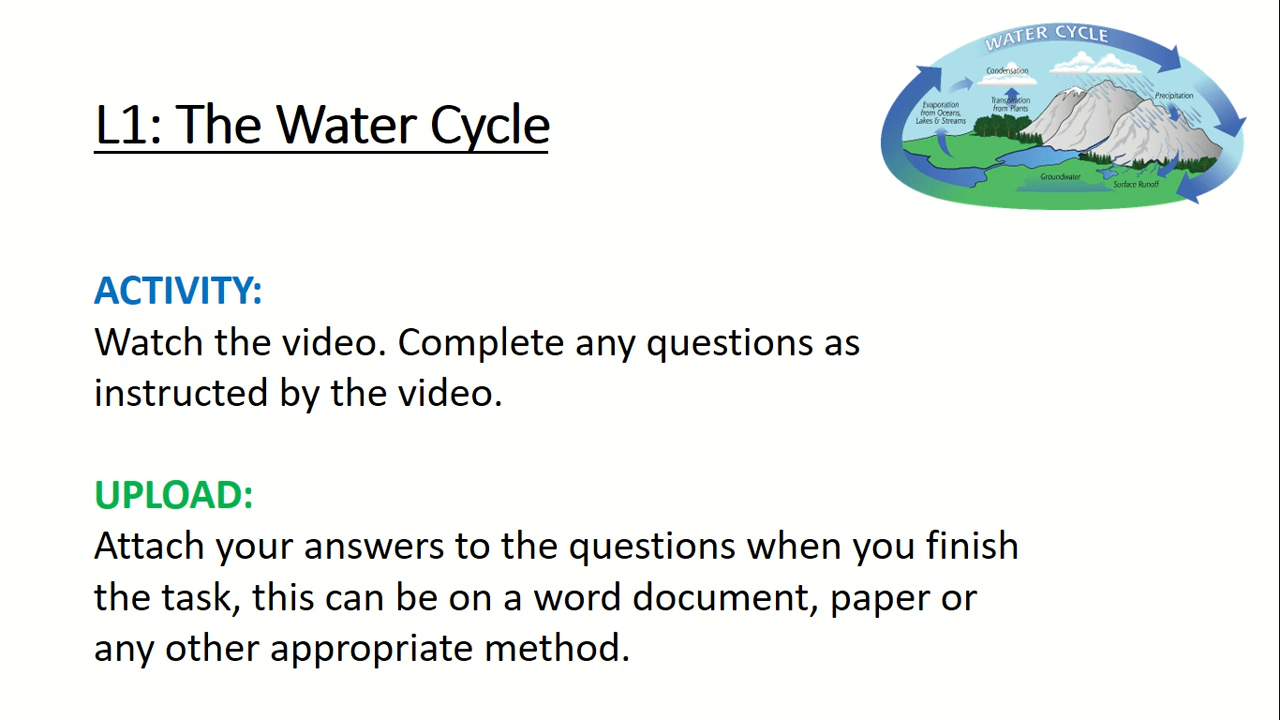 WATER CYCLE
Condensation
Evaporation
from Oceans,
Lakes & Streams
Transpiration
from Plants
Precipitation
Groundwater
Surface Runoff
L1: The Water Cycle
ACTIVITY:
Watch the video. Complete any questions as
instructed by the video.
UPLOAD:
Attach your answers to the questions when you finish
the task, this can be on a word document, paper or
any other appropriate method.